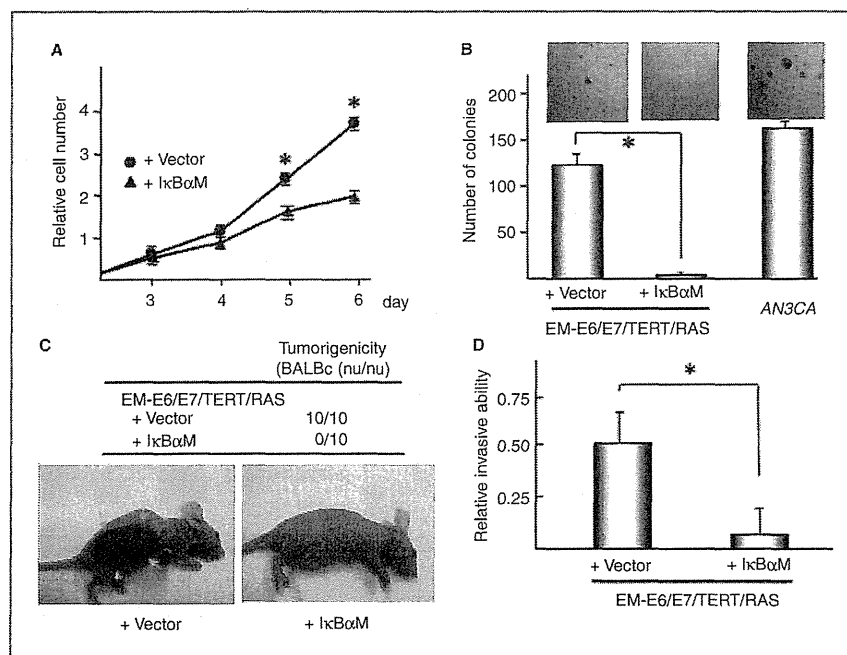 A
Relative cell number
4
3
2
1
+ Vector
+ IκBαM
*
*
3 4 5 6 day
B
Number of colonies
200
150
100
50
*
+ Vector + IκBαM
EM-E6/E7/TERT/RAS
AN3CA
C
Tumorigenicity
(BALBc (nu/nu)
EM-E6/E7/TERT/RAS
+ Vector 10/10
+ IκBαM 0/10
+ Vector + IκBαM
D
Relative invasive ability
0.75
0.50
0.25
*
+ Vector + IκBαM
EM-E6/E7/TERT/RAS